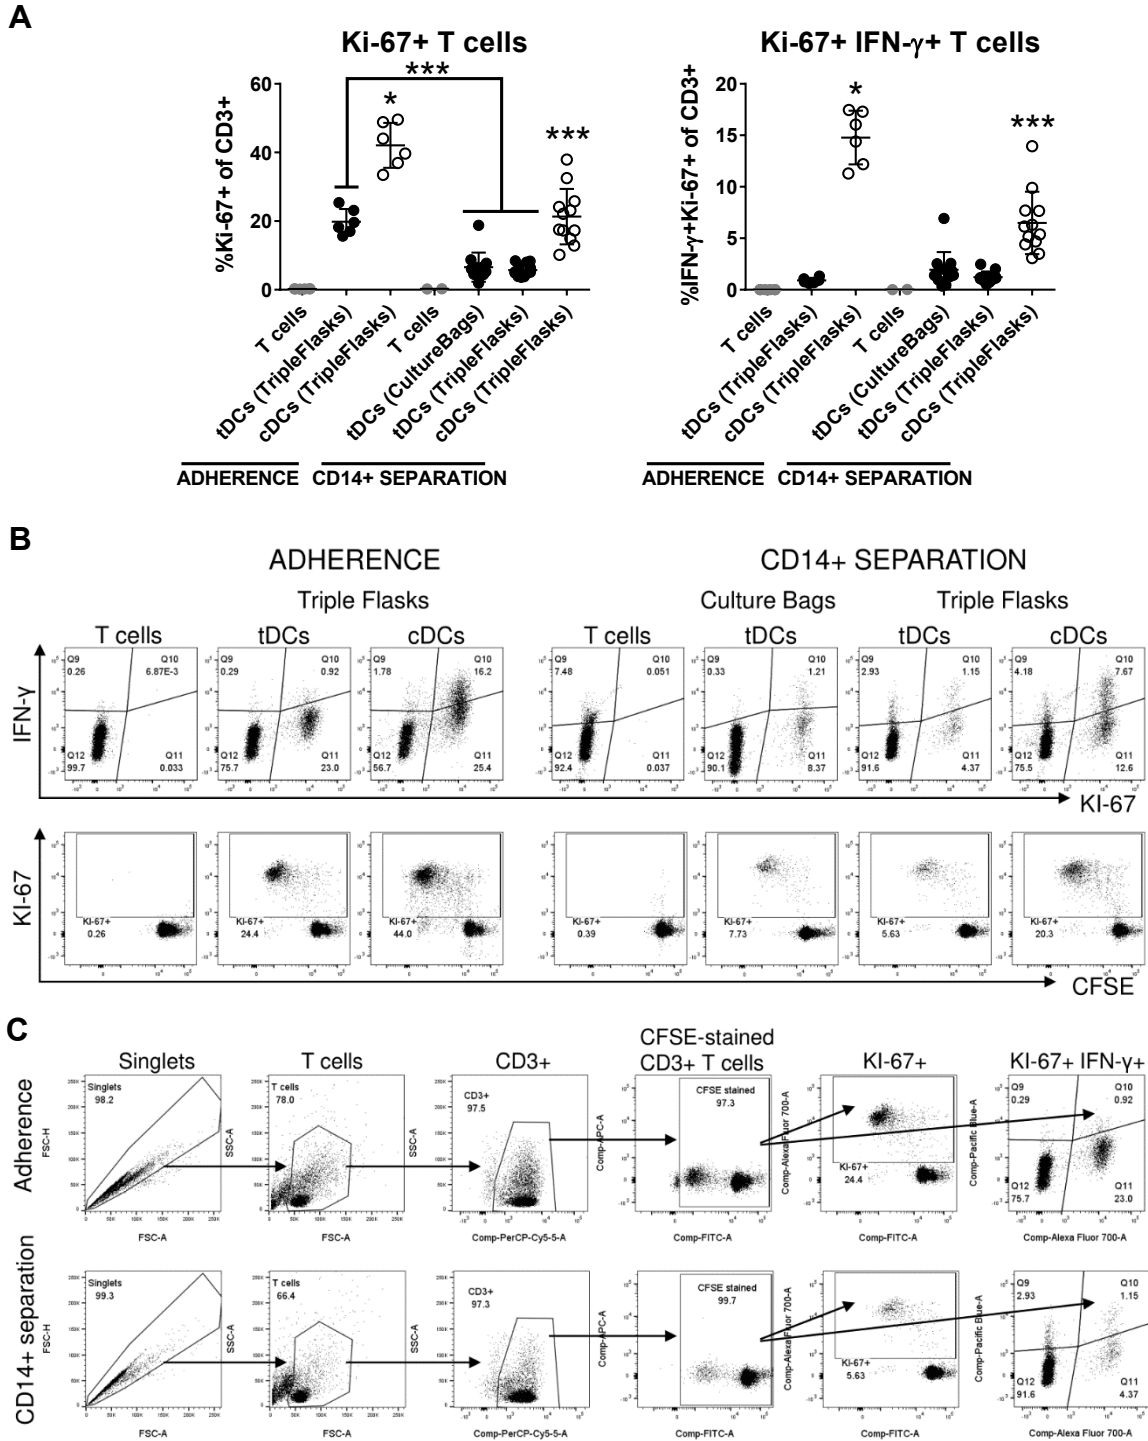 A
Ki-67+ T cells
Ki-67+ IFN-γ+ T cells
%Ki-67+ of CD3+
60
40
20
0
***
*
***
T cells
tDCs (TripleFlasks)
cDCs (TripleFlasks)
T cells
tDCs (CultureBags)
tDCs (TripleFlasks)
cDCs (TripleFlasks)
ADHERENCE
CD14+ SEPARATION
%IFN-γ+Ki-67+ of CD3+
20
15
10
5
0
*
***
T cells
tDCs (TripleFlasks)
cDCs (TripleFlasks)
T cells
tDCs (CultureBags)
tDCs (TripleFlasks)
cDCs (TripleFlasks)
ADHERENCE
CD14+ SEPARATION
B
ADHERENCE
CD14+ SEPARATION
Triple Flasks
Culture Bags
Triple Flasks
T cells
tDCs
cDCs
T cells
tDCs
tDCs
cDCs
IFN-γ
Q9
0.26
Q10
6.87E-3
Q12
99.7
Q11
0.033
Q9
0.29
Q10
0.92
Q12
75.7
Q11
23.0
Q9
1.78
Q10
16.2
Q12
56.7
Q11
25.4
Q9
7.48
Q10
0.051
Q12
92.4
Q11
0.037
Q9
0.33
Q10
1.21
Q12
90.1
Q11
8.37
Q9
2.93
Q10
1.15
Q12
91.6
Q11
4.37
Q9
4.18
Q10
7.67
Q12
75.5
Q11
12.6
KI-67
KI-67
KI-67+
0.26
KI-67+
24.4
KI-67+
44.0
KI-67+
0.39
KI-67+
7.73
KI-67+
5.63
KI-67+
20.3
CFSE
C
Singlets
T cells
CD3+
CFSE-stained
CD3+ T cells
KI-67+
KI-67+ IFN-γ+
Adherence
Singlets
98.2
FSC-H
FSC-A
T cells
78.0
SSC-A
FSC-A
CD3+
97.5
Comp-PerCP-Cy5-5-A
CFSE stained
97.3
Comp-APC-A
Comp-FITC-A
Comp-Alexa Fluor 700-A
KI-67+
24.4
Comp-FITC-A
Comp-Pacific Blue-A
Q9
0.29
Q10
0.92
Q12
75.7
Q11
23.0
Comp-Alexa Fluor 700-A
CD14+ separation
Singlets
99.3
FSC-H
FSC-A
T cells
66.4
SSC-A
FSC-A
CD3+
97.3
Comp-PerCP-Cy5-5-A
CFSE stained
99.7
Comp-APC-A
Comp-FITC-A
Comp-Alexa Fluor 700-A
KI-67+
5.63
Comp-FITC-A
Comp-Pacific Blue-A
Q9
2.93
Q10
1.15
Q12
91.6
Q11
4.37
Comp-Alexa Fluor 700-A